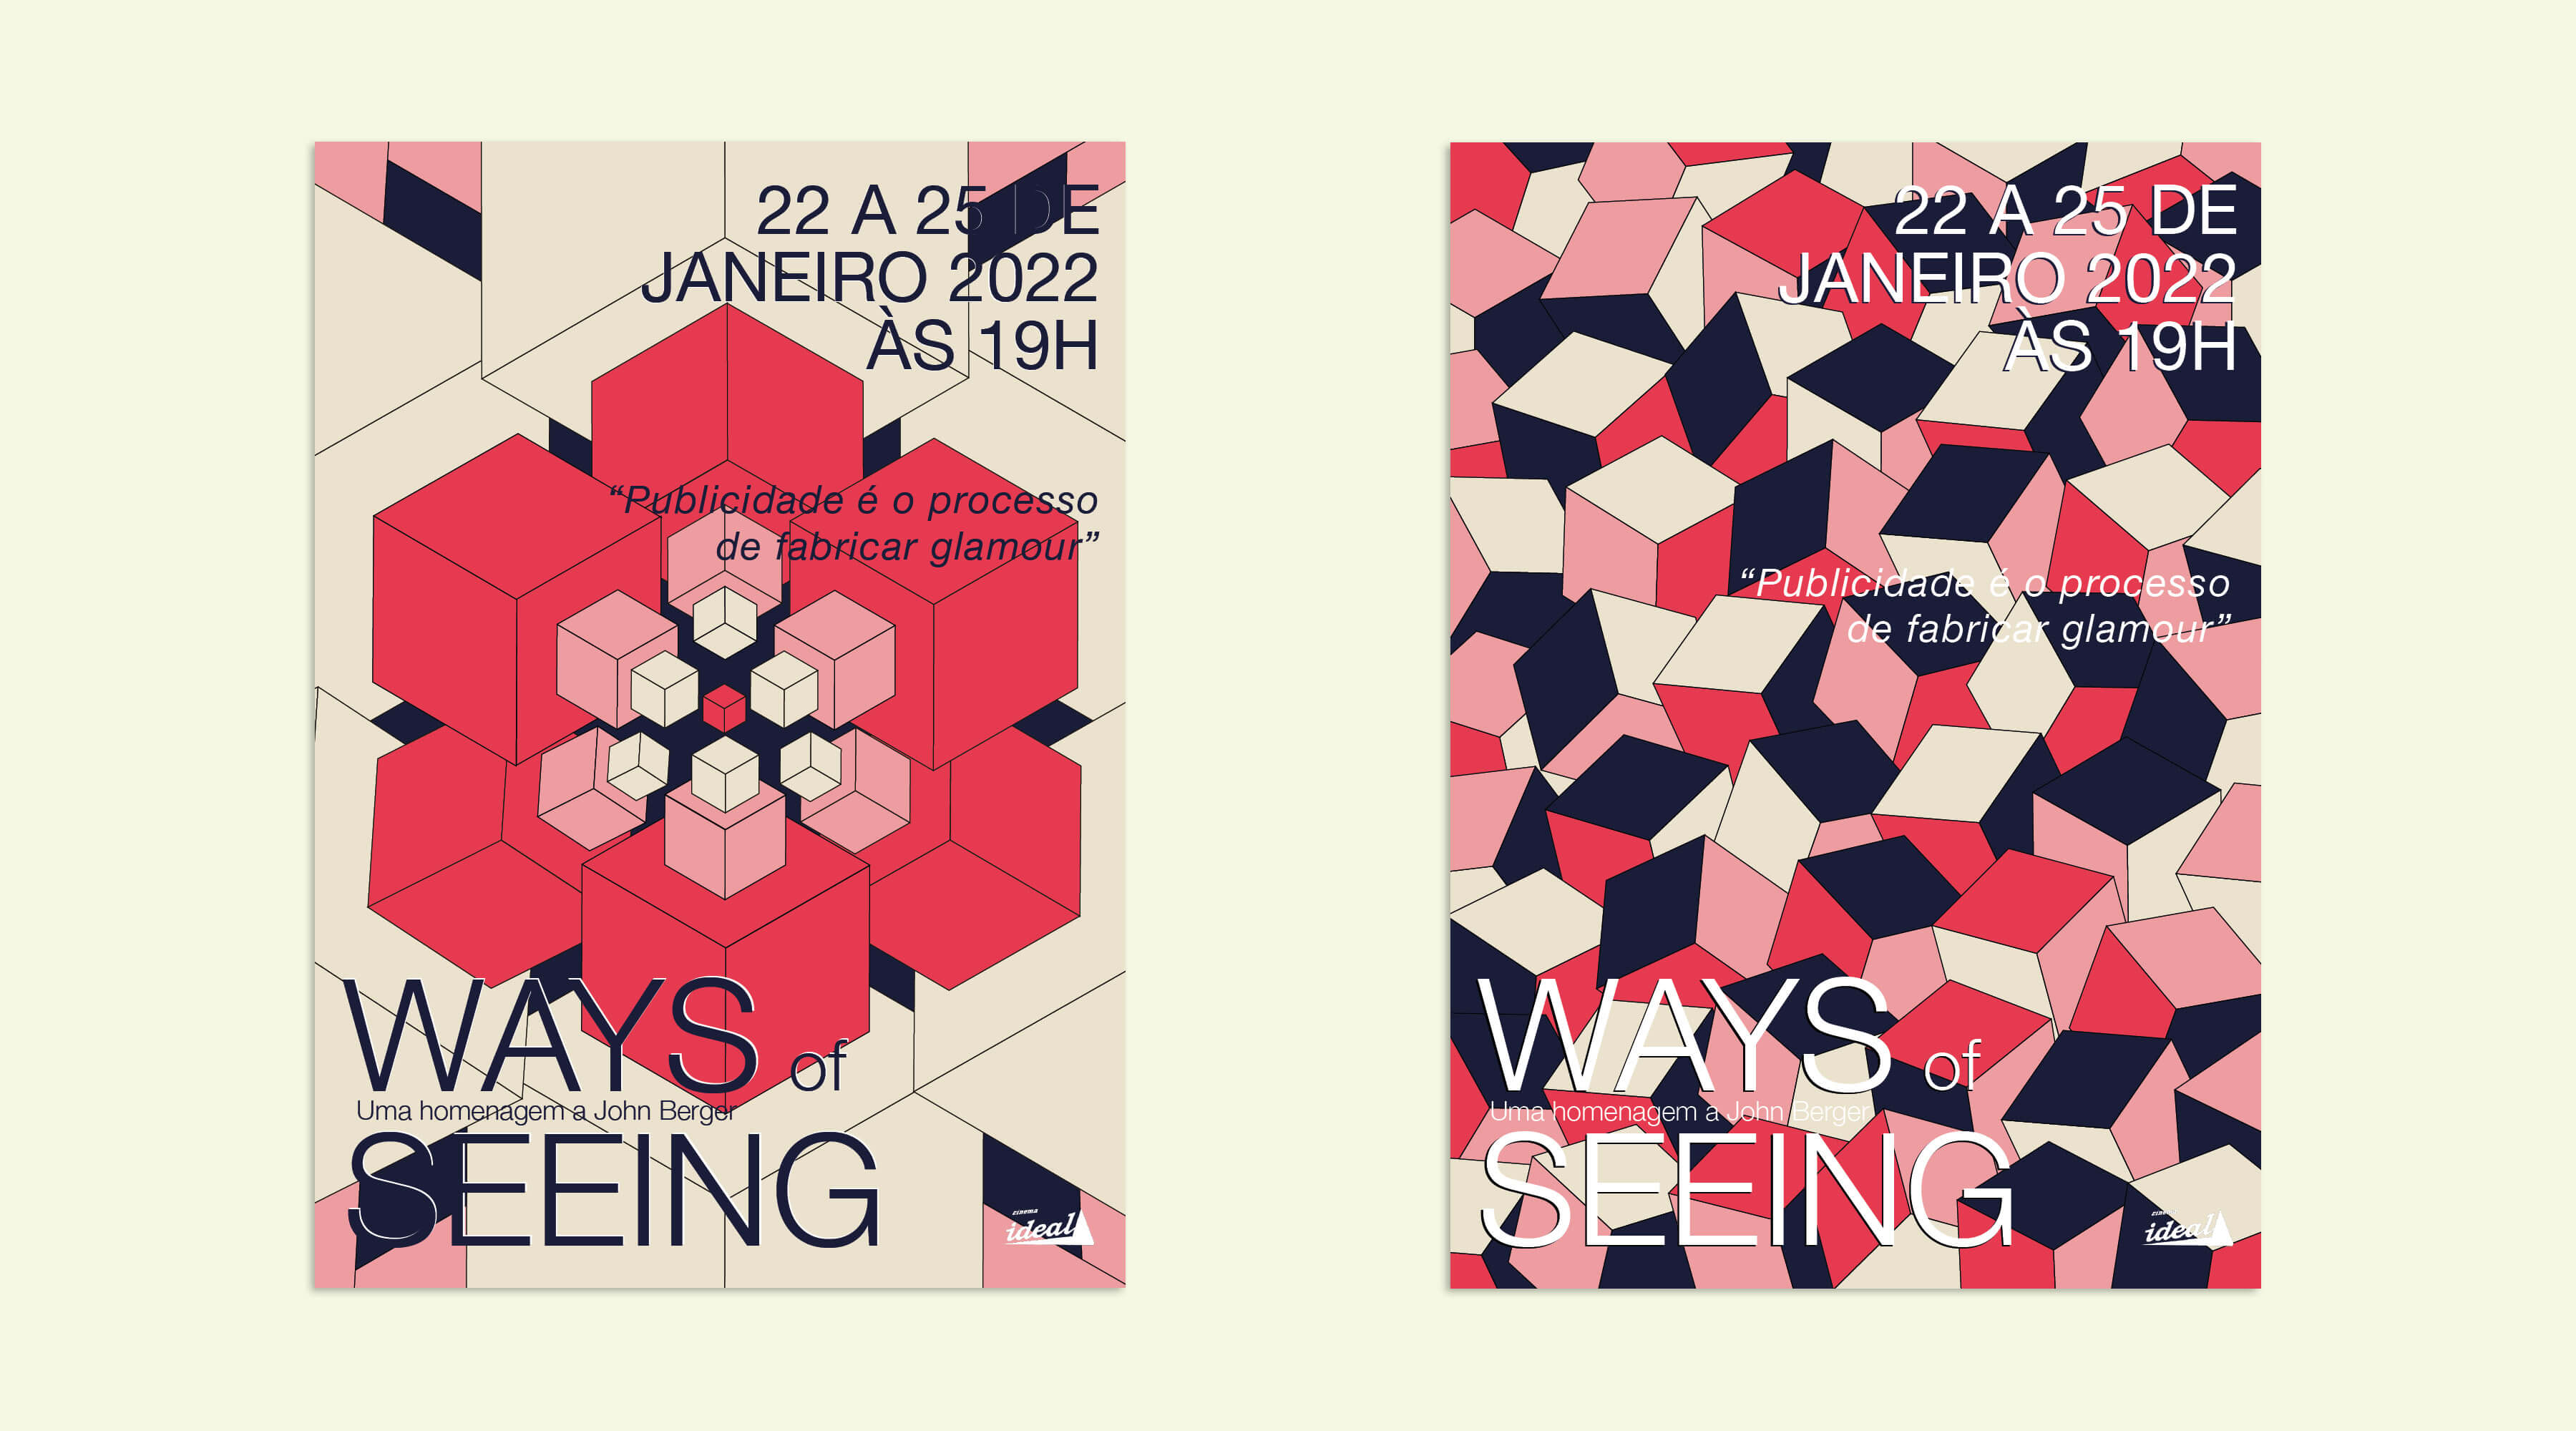 22 A 25 DE
JANEIRO 2022
ÀS 19H
“Publicidade é o processo
de fabricar glamour”
WAYS of
Uma homenagem a John Berger
SEEING
cinema
ideal
22 A 25 DE
JANEIRO 2022
ÀS 19H
“Publicidade é o processo
de fabricar glamour”
WAYS of
Uma homenagem a John Berger
SEEING
ideal